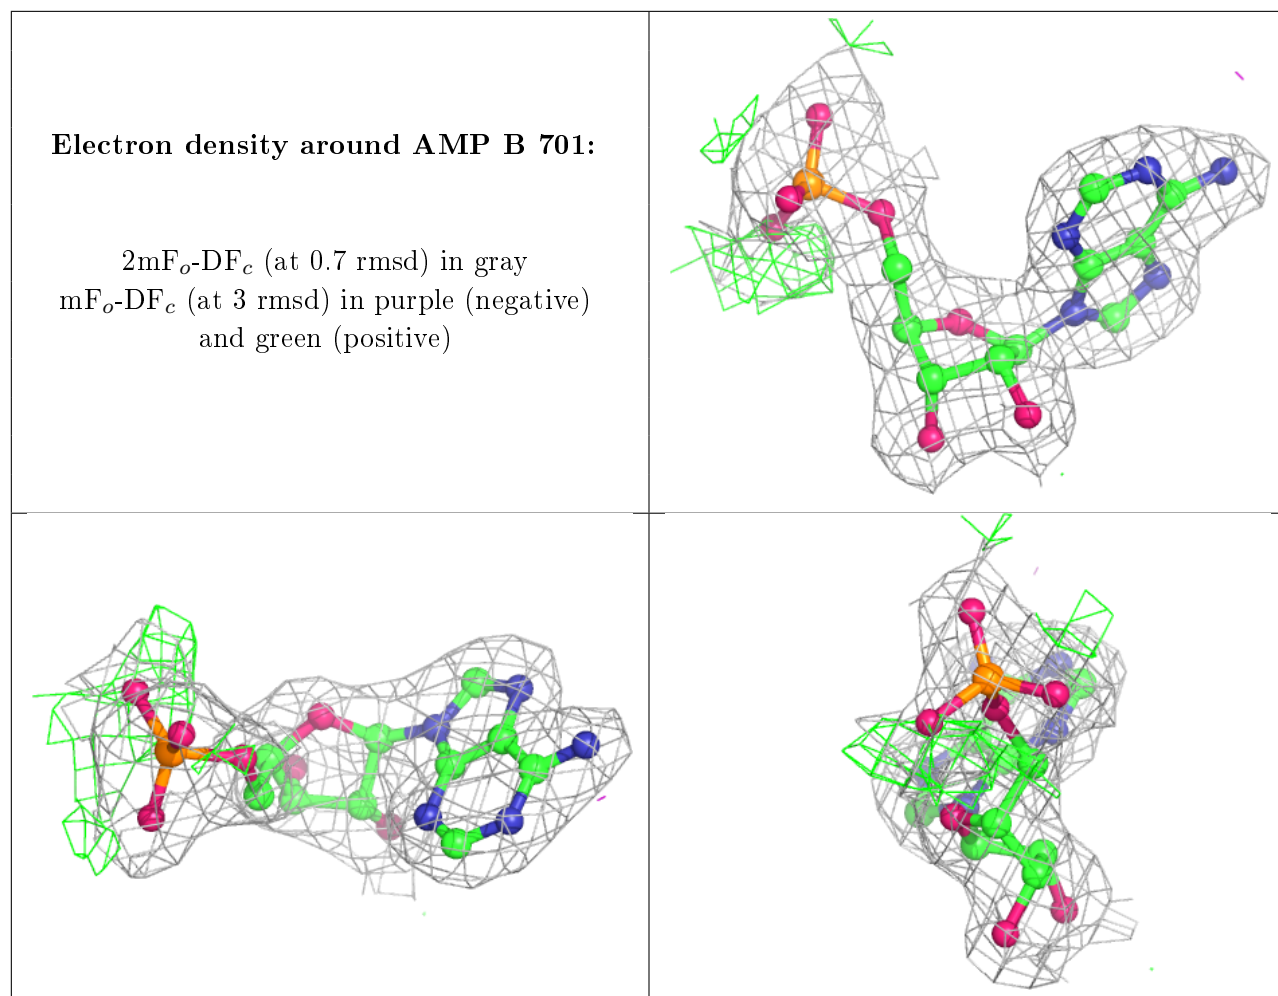 Electron density around AMP B 701:
2mFₒ-DF𝑐 (at 0.7 rmsd) in gray
mFₒ-DF𝑐 (at 3 rmsd) in purple (negative)
and green (positive)